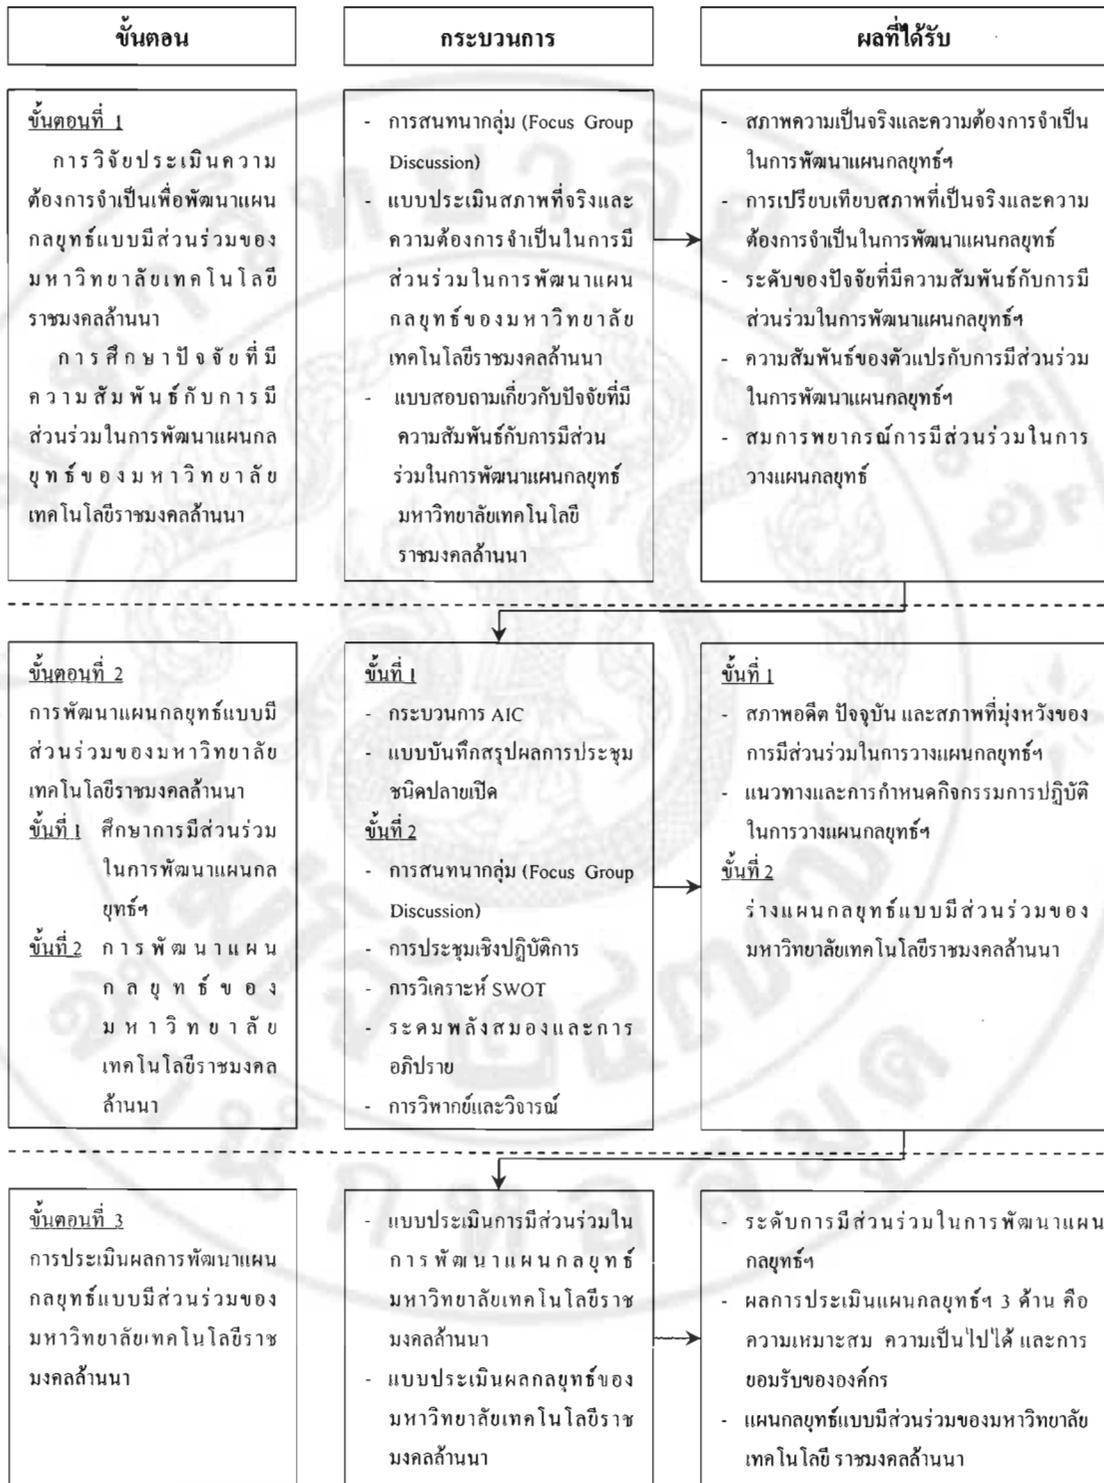 ขั้นตอน
กระบวนการ
ผลที่ได้รับ
ขั้นตอนที่ 1
การวิจัยประเมินความ
ต้องการจำเป็นเพื่อพัฒนาแผน
กลยุทธ์แบบมีส่วนร่วมของ
มหาวิทยาลัยเทคโนโลยี
ราชมงคลล้านนา
การศึกษาปัจจัยที่มี
ความสัมพันธ์กับการมี
ส่วนร่วมในการพัฒนาแผนกล
ยุทธ์ของมหาวิทยาลัย
เทคโนโลยีราชมงคลล้านนา
- การสนทนากลุ่ม (Focus Group
Discussion)
- แบบประเมินสภาพที่จริงและ
ความต้องการจำเป็นในการมี
ส่วนร่วมในการพัฒนาแผน
กลยุทธ์ของมหาวิทยาลัย
เทคโนโลยีราชมงคลล้านนา
- แบบสอบถามเกี่ยวกับปัจจัยที่มี
ความสัมพันธ์กับการมีส่วน
ร่วมในการพัฒนาแผนกลยุทธ์
มหาวิทยาลัยเทคโนโลยี
ราชมงคลล้านนา
- สภาพความเป็นจริงและความต้องการจำเป็น
ในการพัฒนาแผนกลยุทธ์ฯ
- การเปรียบเทียบสภาพที่เป็นจริงและความ
ต้องการจำเป็นในการพัฒนาแผนกลยุทธ์
- ระดับของปัจจัยที่มีความสัมพันธ์กับการมี
ส่วนร่วมในการพัฒนาแผนกลยุทธ์ฯ
- ความสัมพันธ์ของตัวแปรกับการมีส่วนร่วม
ในการพัฒนาแผนกลยุทธ์ฯ
- สมการพยากรณ์การมีส่วนร่วมในการ
วางแผนกลยุทธ์
ขั้นตอนที่ 2
การพัฒนาแผนกลยุทธ์แบบมี
ส่วนร่วมของมหาวิทยาลัย
เทคโนโลยีราชมงคลล้านนา
ขั้นที่ 1 ศึกษาการมีส่วนร่วม
ในการพัฒนาแผนกล
ยุทธ์ฯ
ขั้นที่ 2 การพัฒนาแผน
กลยุทธ์ของ
มหาวิทยาลัย
เทคโนโลยีราชมงคล
ล้านนา
ขั้นที่ 1
- กระบวนการ AIC
- แบบบันทึกสรุปผลการประชุม
ชนิดปลายเปิด
ขั้นที่ 2
- การสนทนากลุ่ม (Focus Group
Discussion)
- การประชุมเชิงปฏิบัติการ
- การวิเคราะห์ SWOT
- ระดมพลังสมองและการ
อภิปราย
- การวิพากย์และวิจารณ์
ขั้นที่ 1
- สภาพอดีต ปัจจุบัน และสภาพที่มุ่งหวังของ
การมีส่วนร่วมในการวางแผนกลยุทธ์ฯ
- แนวทางและการกำหนดกิจกรรมการปฏิบัติ
ในการวางแผนกลยุทธ์ฯ
ขั้นที่ 2
ร่างแผนกลยุทธ์แบบมีส่วนร่วมของ
มหาวิทยาลัยเทคโนโลยีราชมงคลล้านนา
ขั้นตอนที่ 3
การประเมินผลการพัฒนาแผน
กลยุทธ์แบบมีส่วนร่วมของ
มหาวิทยาลัยเทคโนโลยีราช
มงคลล้านนา
- แบบประเมินการมีส่วนร่วมใน
การพัฒนาแผนกลยุทธ์
มหาวิทยาลัยเทคโนโลยีราช
มงคลล้านนา
- แบบประเมินผลกลยุทธ์ของ
มหาวิทยาลัยเทคโนโลยีราช
มงคลล้านนา
- ระดับการมีส่วนร่วมในการพัฒนาแผน
กลยุทธ์ฯ
- ผลการประเมินแผนกลยุทธ์ฯ 3 ด้าน คือ
ความเหมาะสม ความเป็นไปได้ และการ
ยอมรับขององค์กร
- แผนกลยุทธ์แบบมีส่วนร่วมของมหาวิทยาลัย
เทคโนโลยี ราชมงคลล้านนา